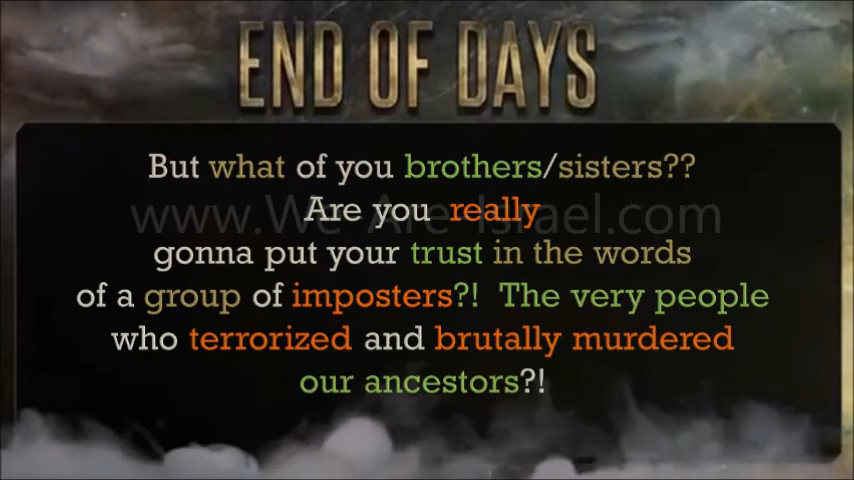 END OF DAYS
But what of you brothers/sisters??
Are you really
gonna put your trust in the words
of a group of imposters?! The very people
who terrorized and brutally murdered
our ancestors?!
www.We-Are-Israel.com